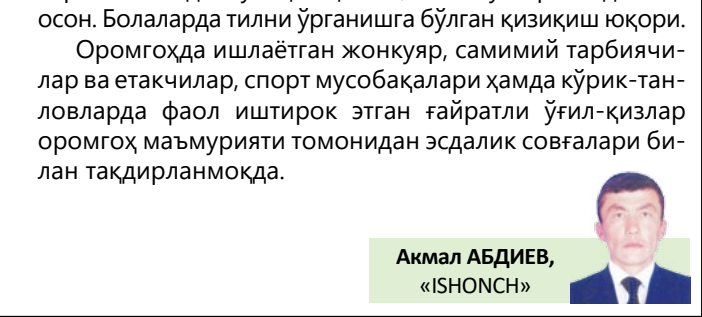 осон. Болаларда тилни ўрганишга бўлган қизиқиш юқори.
Оромгоҳда ишлаётган жонкуяр, самимий тарбиячи-
лар ва етакчилар, спорт мусобақалари ҳамда кўрик-тан-
ловларда фаол иштирок этган ғайратли ўғил-қизлар
оромгоҳ маъмурияти томонидан эсдалик совғалари би-
лан тақдирланмоқда.
Акмал АБДИЕВ,
«ISHONCH»